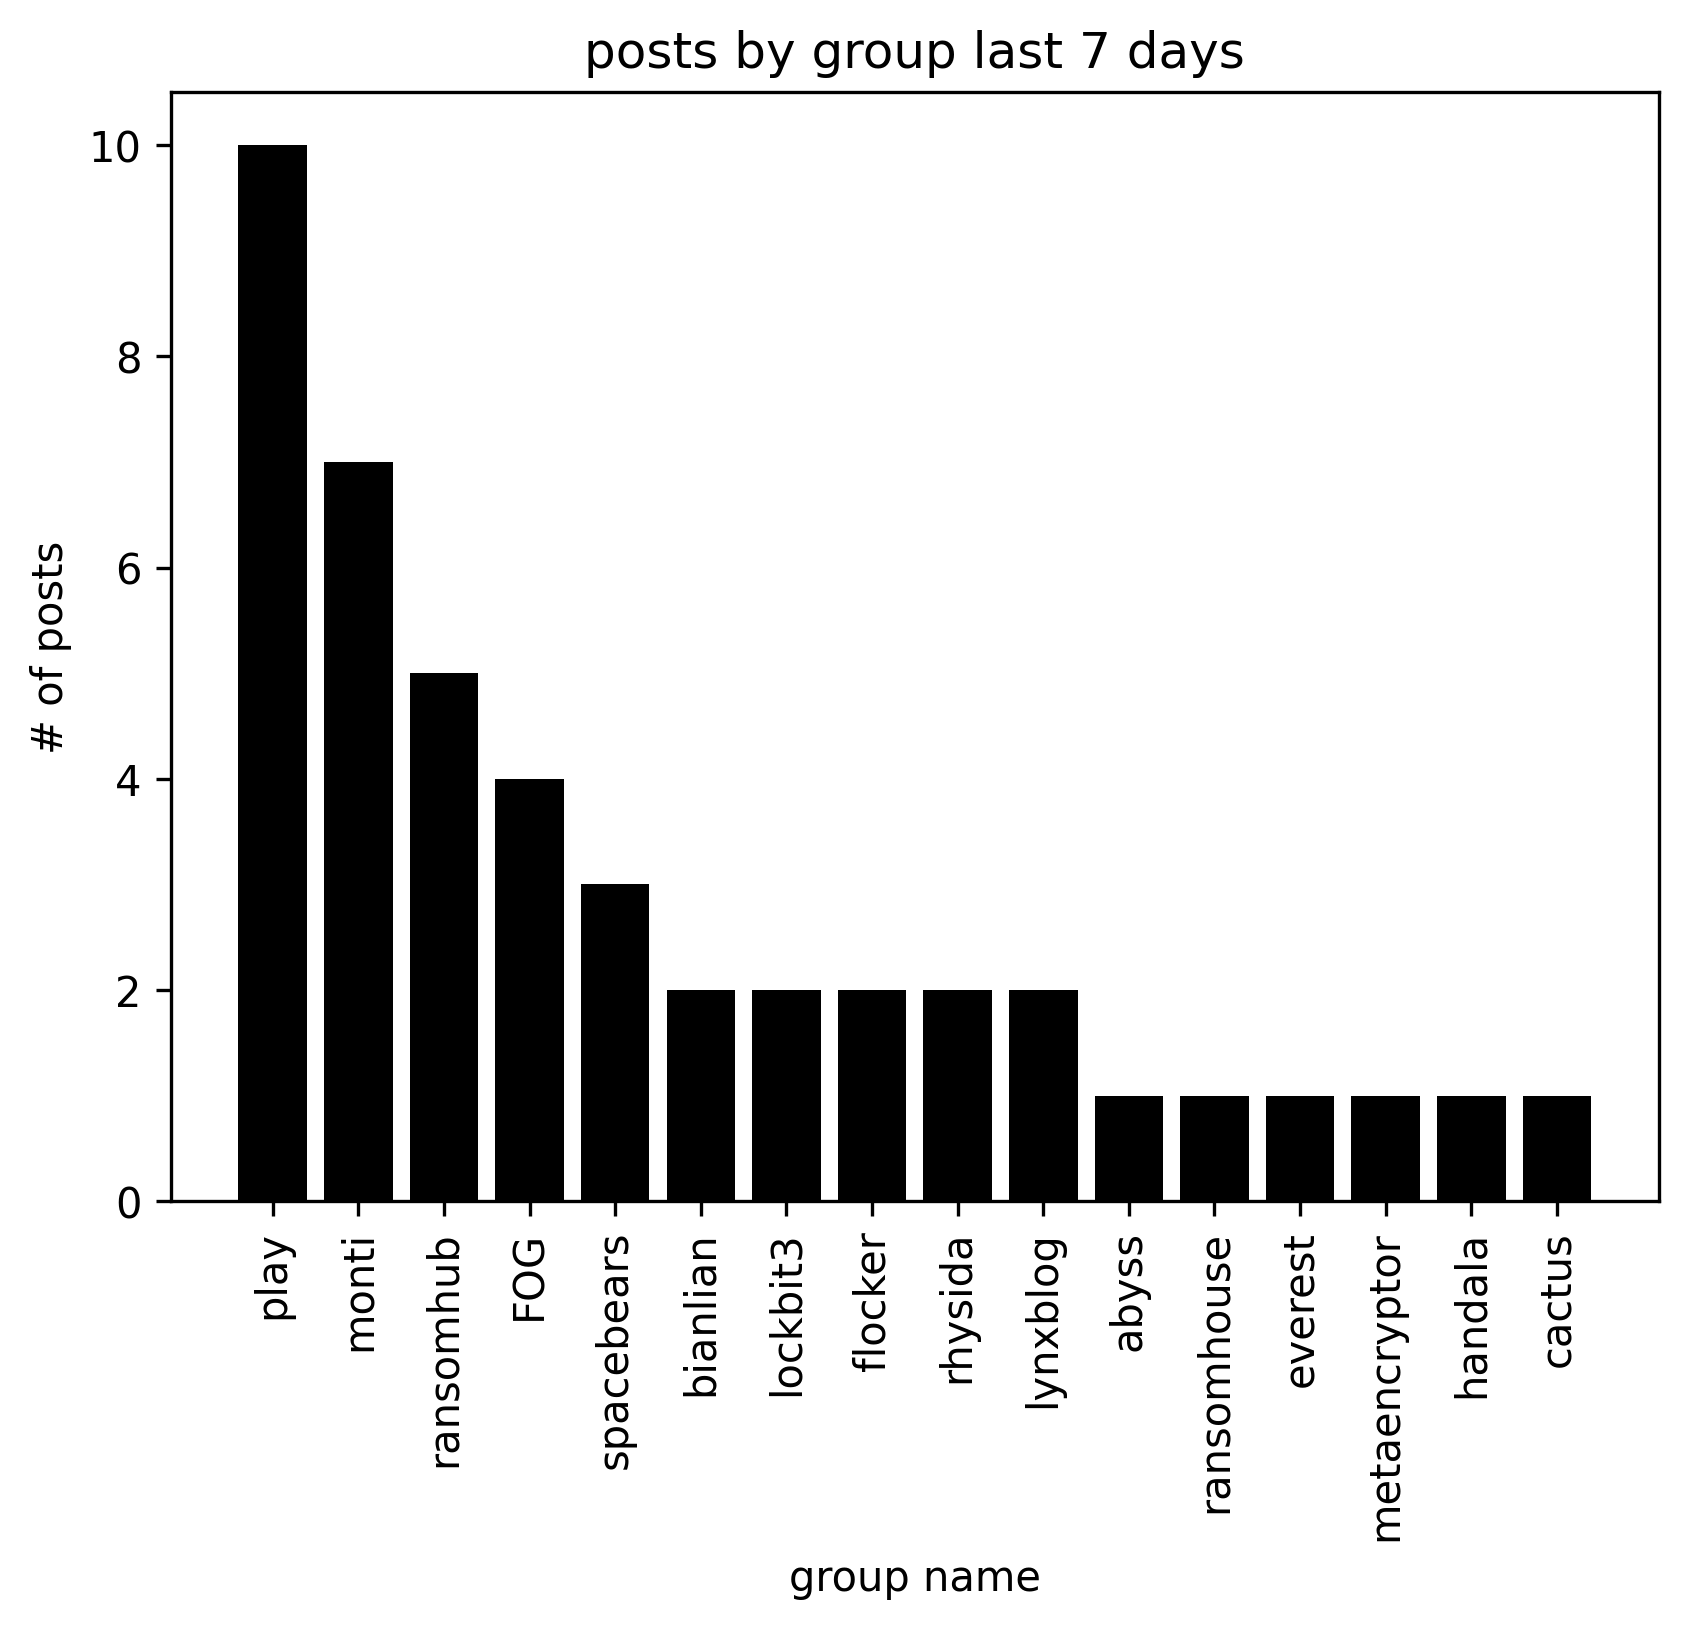 posts by group last 7 days
# of posts
10
8
6
4
2
0
play
monti
ransomhub
FOG
spacebears
bianlian
lockbit3
flocker
rhysida
lynxblog
abyss
ransomhouse
everest
metaencryptor
handala
cactus
group name